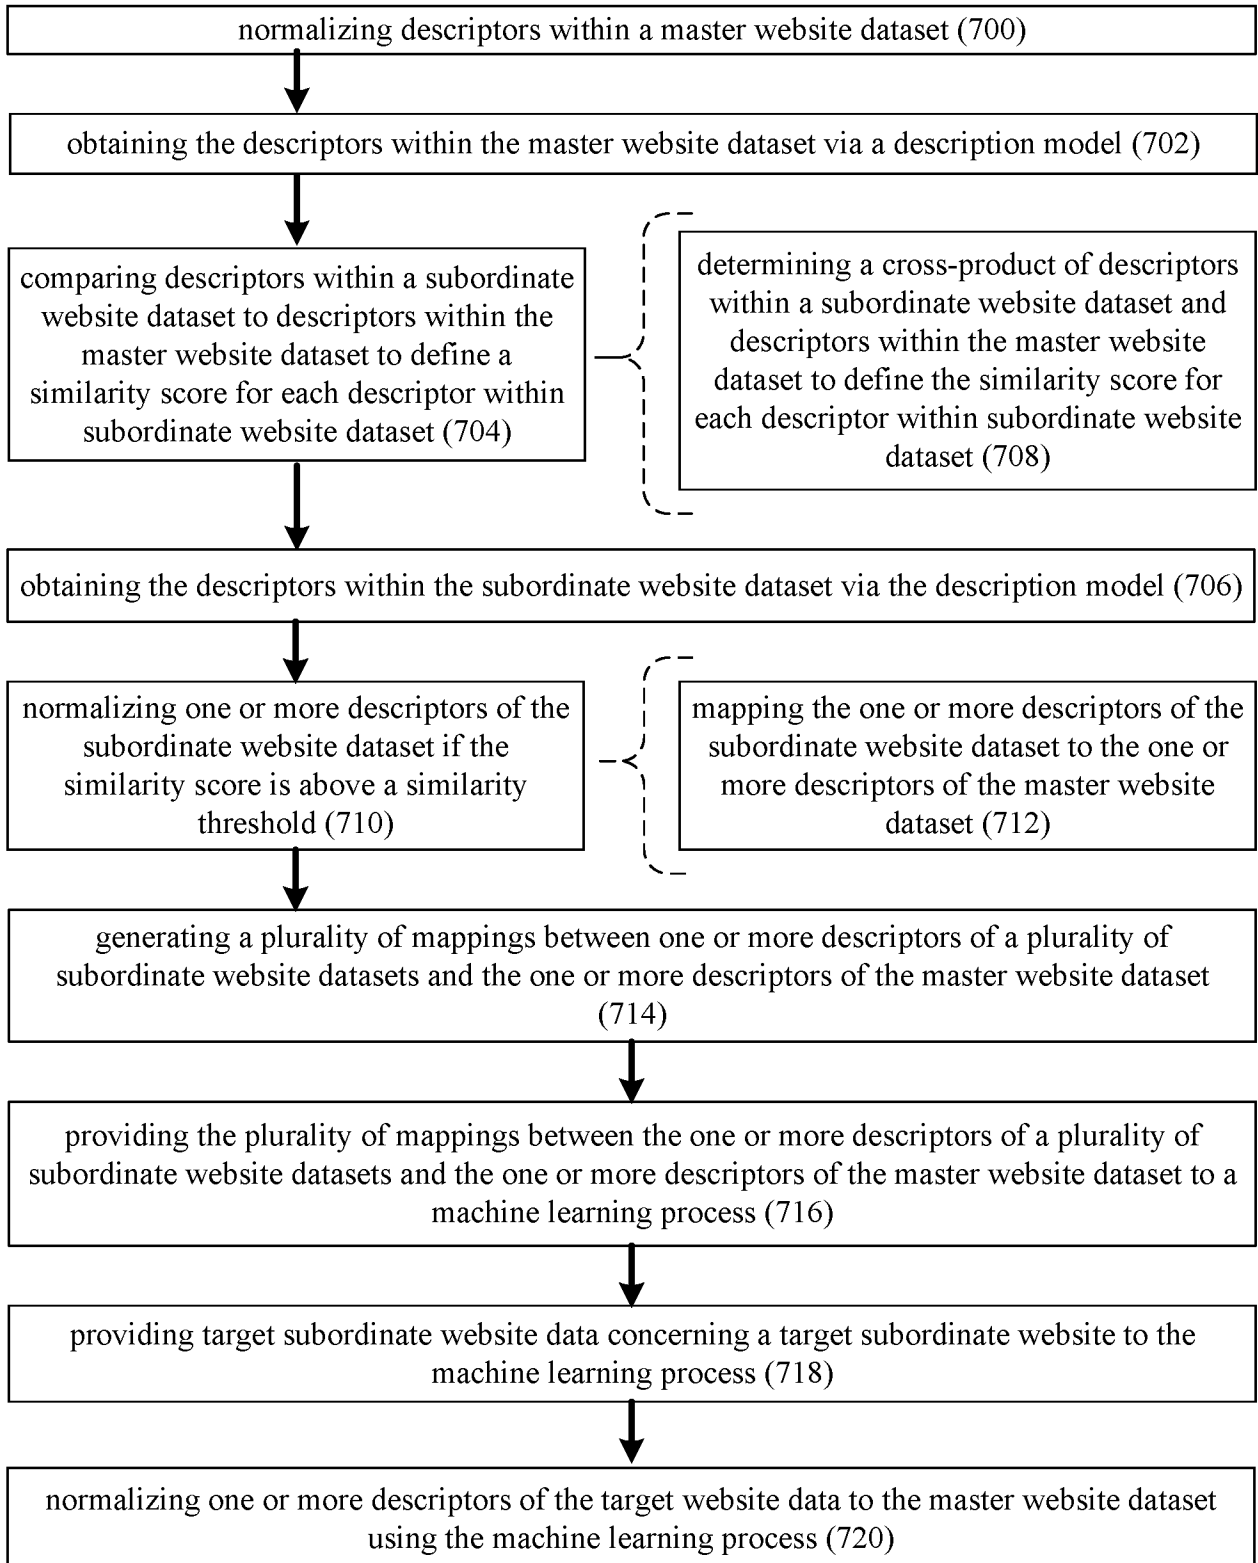 normalizing descriptors within a master website dataset (700)
obtaining the descriptors within the master website dataset via a description model (702)
comparing descriptors within a subordinate
website dataset to descriptors within the
master website dataset to define a
similarity score for each descriptor within
subordinate website dataset (704)
determining a cross-product of descriptors
within a subordinate website dataset and
descriptors within the master website
dataset to define the similarity score for
each descriptor within subordinate website
dataset (708)
obtaining the descriptors within the subordinate website dataset via the description model (706)
normalizing one or more descriptors of the
subordinate website dataset if the
similarity score is above a similarity
threshold (710)
mapping the one or more descriptors of the
subordinate website dataset to the one or
more descriptors of the master website
dataset (712)
generating a plurality of mappings between one or more descriptors of a plurality of
subordinate website datasets and the one or more descriptors of the master website dataset
(714)
providing the plurality of mappings between the one or more descriptors of a plurality of
subordinate website datasets and the one or more descriptors of the master website dataset to a
machine learning process (716)
providing target subordinate website data concerning a target subordinate website to the
machine learning process (718)
normalizing one or more descriptors of the target website data to the master website dataset
using the machine learning process (720)